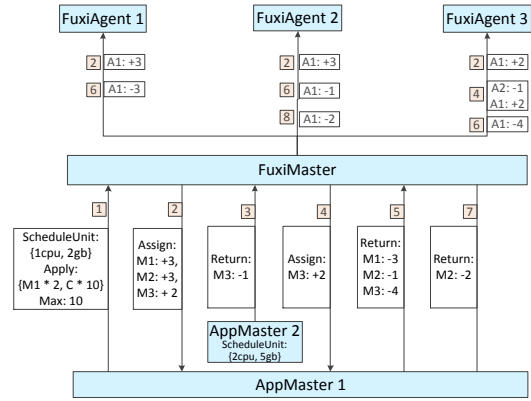 FuxiAgent 1
FuxiAgent 2
FuxiAgent 3
2 A1: +3
2 A1: +3
2 A1: +2
6 A1: -3
6 A1: -1
4 A2: -1
A1: +2
8 A1: -2
6 A1: -4
FuxiMaster
1
2
3
4
5
7
ScheduleUnit:
{1cpu, 2gb}
Apply:
{M1 * 2, C * 10}
Max: 10
Assign:
M1: +3,
M2: +3,
M3: + 2
Return:
M3: -1
Assign:
M3: +2
Return:
M1: -3
M2: -1
M3: -4
Return:
M2: -2
AppMaster 2
ScheduleUnit:
{2cpu, 5gb}
AppMaster 1